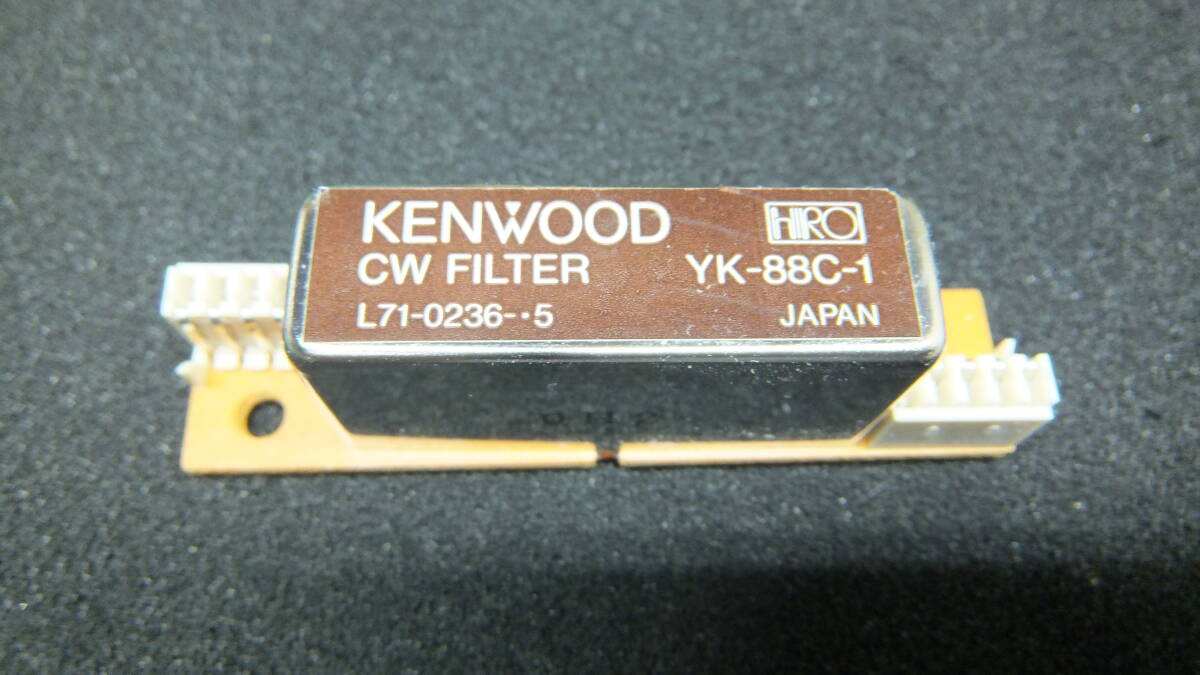 KENWOOD HIRO
CW FILTER YK-88C-1
L71-0236-·5 JAPAN